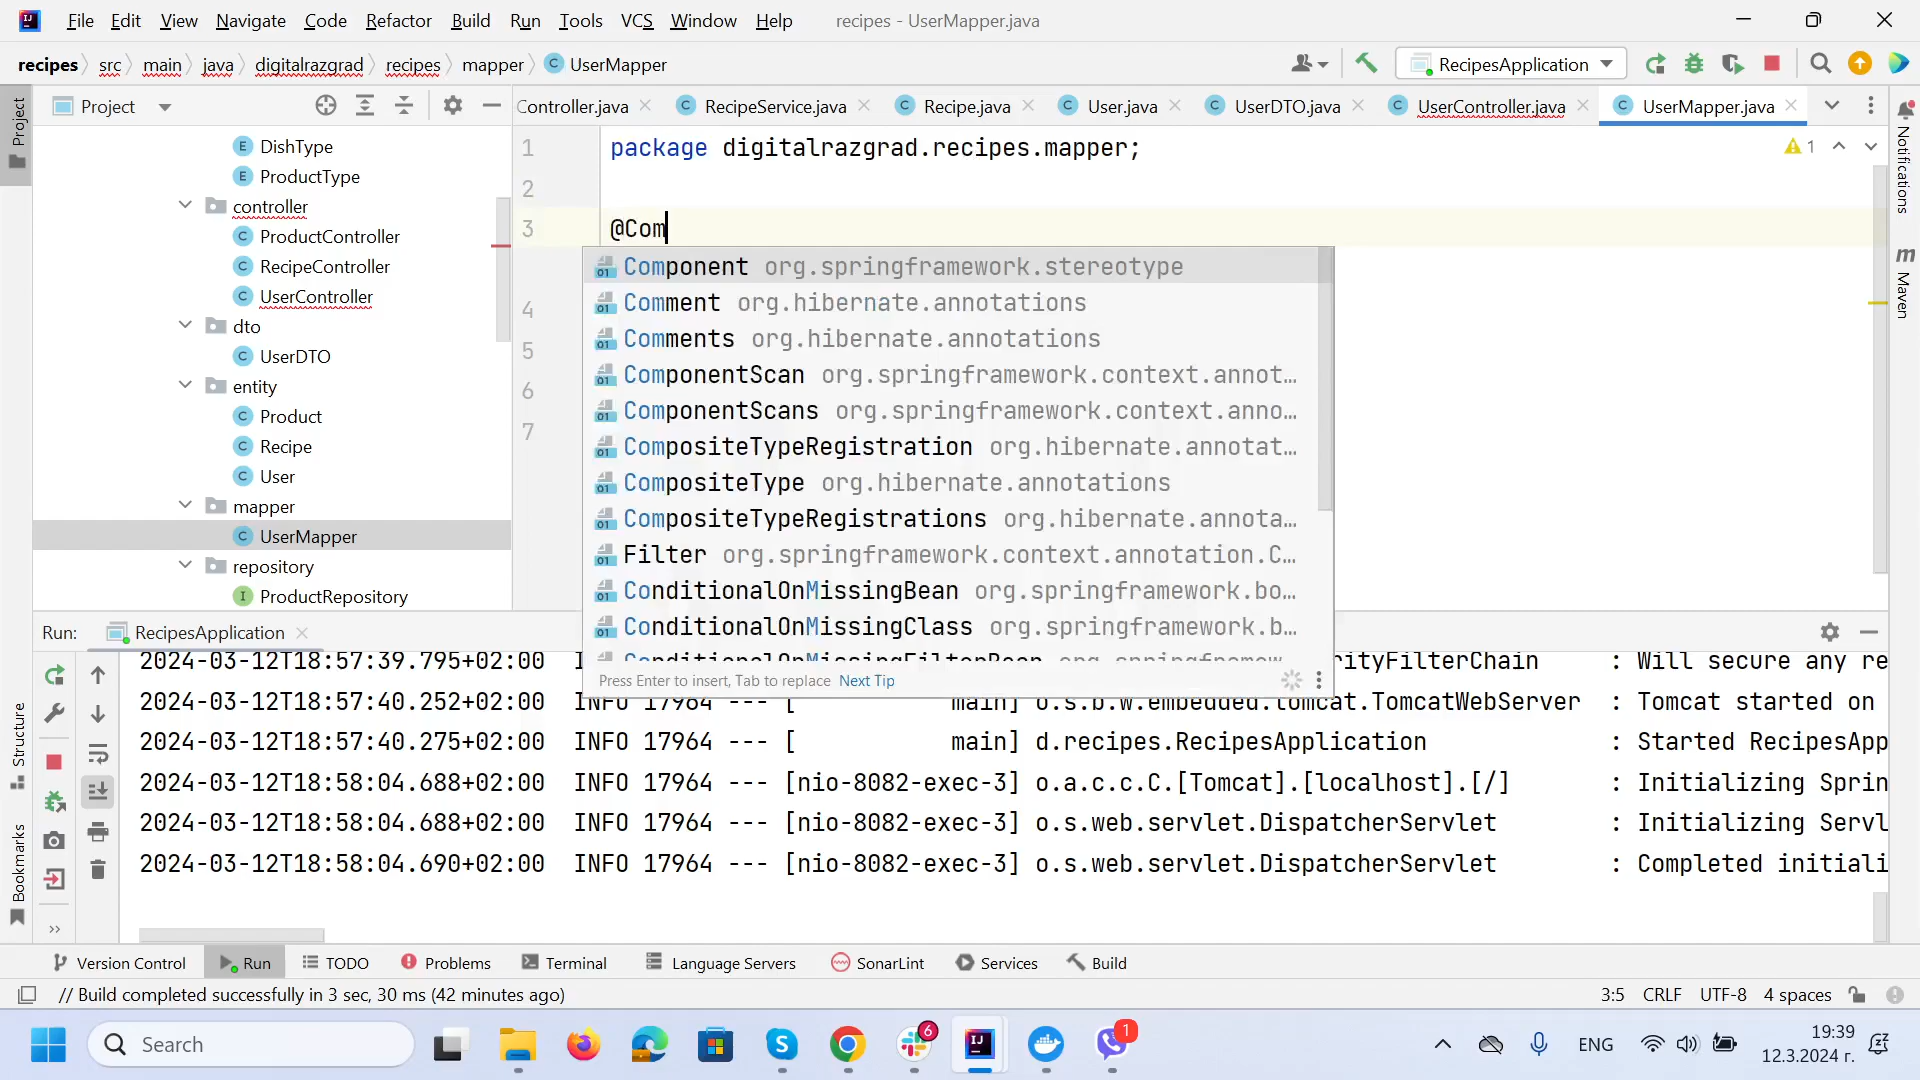 File Edit View Navigate Code Refactor Build Run Tools VCS Window Help recipes - UserMapper.java
recipes src main java digitalrazgrad recipes mapper UserMapper RecipesApplication
Project Controller.java RecipeService.java Recipe.java User.java UserDTO.java UserController.java UserMapper.java
Project
Notifications
Maven
DishType
ProductType
controller
ProductController
RecipeController
UserController
dto
UserDTO
entity
Product
Recipe
User
mapper
UserMapper
repository
ProductRepository
1 package digitalrazgrad.recipes.mapper; 1
2
3 @Com
4
5
6
7
Component org.springframework.stereotype
Comment org.hibernate.annotations
Comments org.hibernate.annotations
ComponentScan org.springframework.context.annot…
ComponentScans org.springframework.context.anno…
CompositeTypeRegistration org.hibernate.annotat…
CompositeType org.hibernate.annotations
CompositeTypeRegistrations org.hibernate.annota…
Filter org.springframework.context.annotation.C…
ConditionalOnMissingBean org.springframework.bo…
ConditionalOnMissingClass org.springframework.b…
Press Enter to insert, Tab to replace Next Tip
Run: RecipesApplication
2024-03-12T18:57:39.795+02:00 rityFilterChain : Will secure any re
2024-03-12T18:57:40.252+02:00 INFO 17964 --- [ main] o.s.b.w.embedded.tomcat.TomcatWebServer : Tomcat started on
2024-03-12T18:57:40.275+02:00 INFO 17964 --- [ main] d.recipes.RecipesApplication : Started RecipesApp
2024-03-12T18:58:04.688+02:00 INFO 17964 --- [nio-8082-exec-3] o.a.c.c.C.[Tomcat].[localhost].[/] : Initializing Sprin
2024-03-12T18:58:04.688+02:00 INFO 17964 --- [nio-8082-exec-3] o.s.web.servlet.DispatcherServlet : Initializing Servl
2024-03-12T18:58:04.690+02:00 INFO 17964 --- [nio-8082-exec-3] o.s.web.servlet.DispatcherServlet : Completed initiali
Structure
Bookmarks
Version Control Run TODO Problems Terminal Language Servers SonarLint Services Build
// Build completed successfully in 3 sec, 30 ms (42 minutes ago) 3:5 CRLF UTF-8 4 spaces
Search 6 1 ENG 19:39
12.3.2024 г.